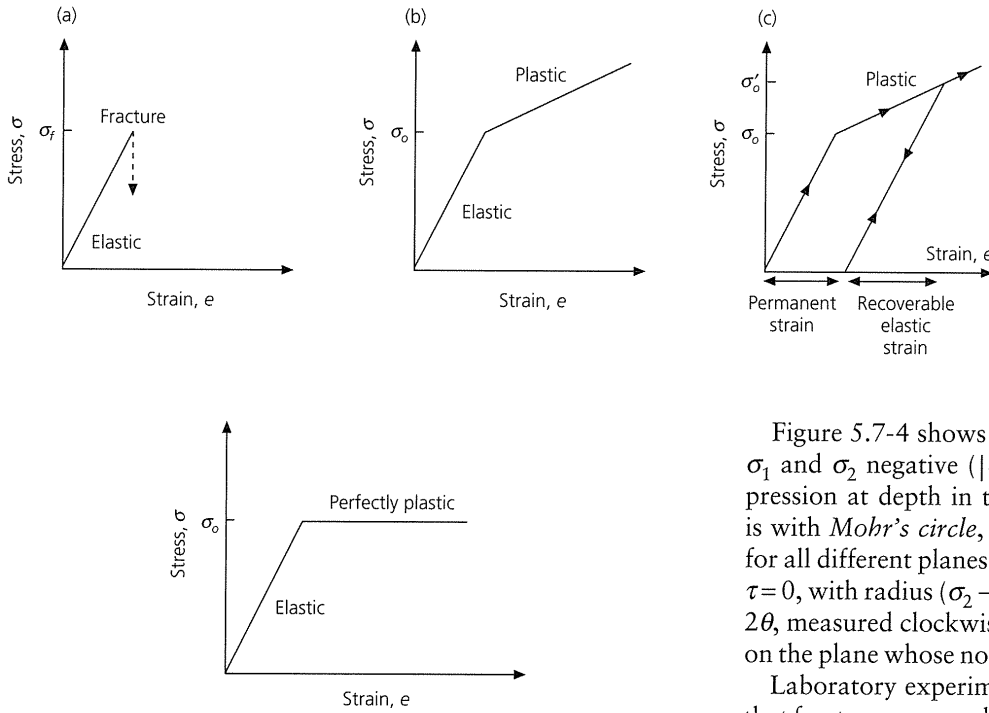 (a)
Stress, σ
σf
Fracture
Elastic
Strain, e
(b)
Stress, σ
σo
Plastic
Elastic
Strain, e
(c)
Stress, σ
σ′o
σo
Plastic
Strain, e
Permanent
strain
Recoverable
elastic
strain
Stress, σ
σo
Perfectly plastic
Elastic
Strain, e
Figure 5.7-4 shows
σ1 and σ2 negative (|
pression at depth in t
is with Mohr's circle,
for all different planes
τ = 0, with radius (σ2 –
2θ, measured clockwis
on the plane whose no
Laboratory experim